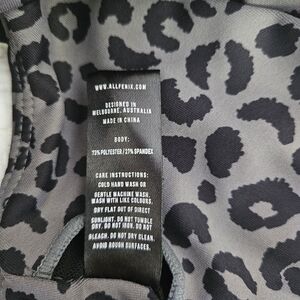 WWW.ALLFENIX.COM
DESIGNED IN
MELBOURNE, AUSTRALIA
MADE IN CHINA
BODY:
73% POLYESTER/27% SPANDEX
CARE INSTRUCTIONS:
COLD HAND WASH OR
GENTLE MACHINE WASH.
WASH WITH LIKE COLOURS.
DRY FLAT OUT OF DIRECT
SUNLIGHT. DO NOT TUMBLE
DRY. DO NOT IRON. DO NOT
BLEACH. DO NOT DRY CLEAN.
AVOID ROUGH SURFACES.